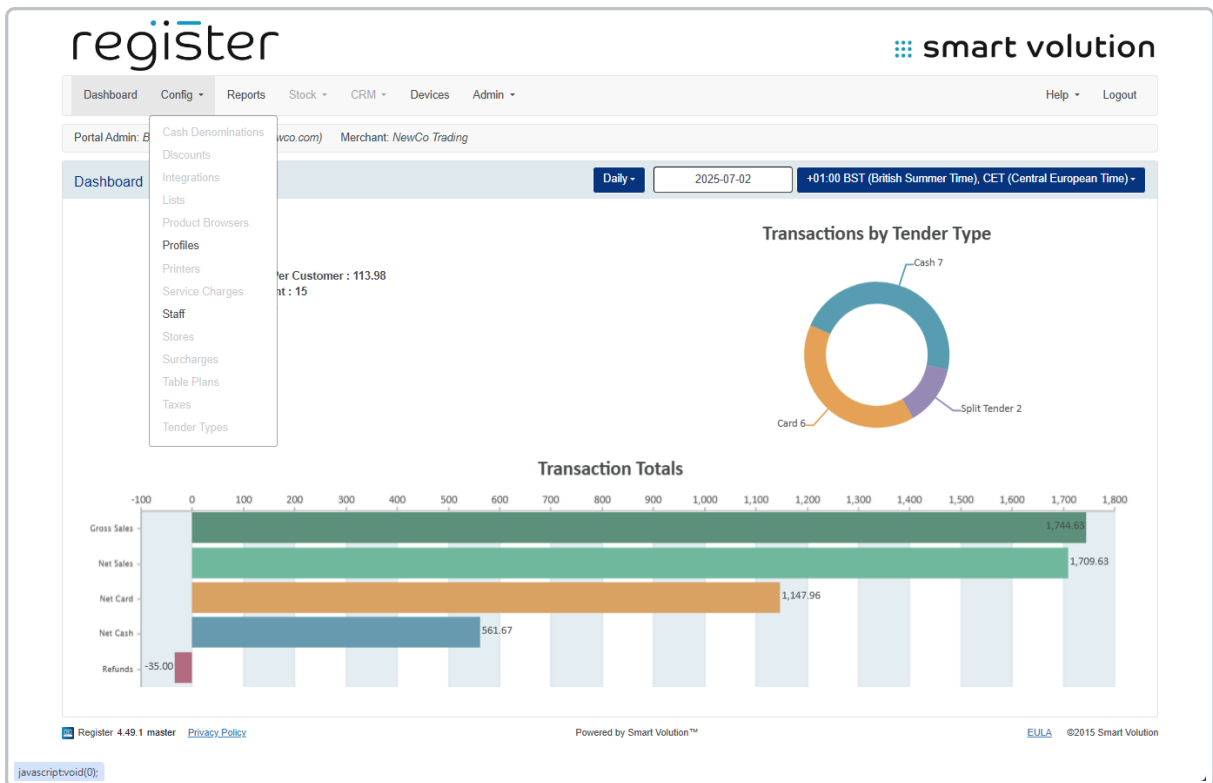 register
smart volution
Dashboard Config Reports Stock CRM Devices Admin Help Logout
Portal Admin: wco.com) Merchant: NewCo Trading
Cash Denominations
Discounts
Integrations
Lists
Product Browsers
Profiles
Printers
Service Charges
Staff
Stores
Surcharges
Table Plans
Taxes
Tender Types
Dashboard Daily 2025-07-02 +01:00 BST (British Summer Time), CET (Central European Time)
Per Customer : 113.98
nt : 15
Transactions by Tender Type
Cash 7
Split Tender 2
Card 6
Transaction Totals
-100 0 100 200 300 400 500 600 700 800 900 1,000 1,100 1,200 1,300 1,400 1,500 1,600 1,700 1,800
Gross Sales 1,744.63
Net Sales 1,709.63
Net Card 1,147.96
Net Cash 561.67
Refunds -35.00
Register 4.49.1 master Privacy Policy Powered by Smart Volution™ EULA ©2015 Smart Volution
javascript:void(0);